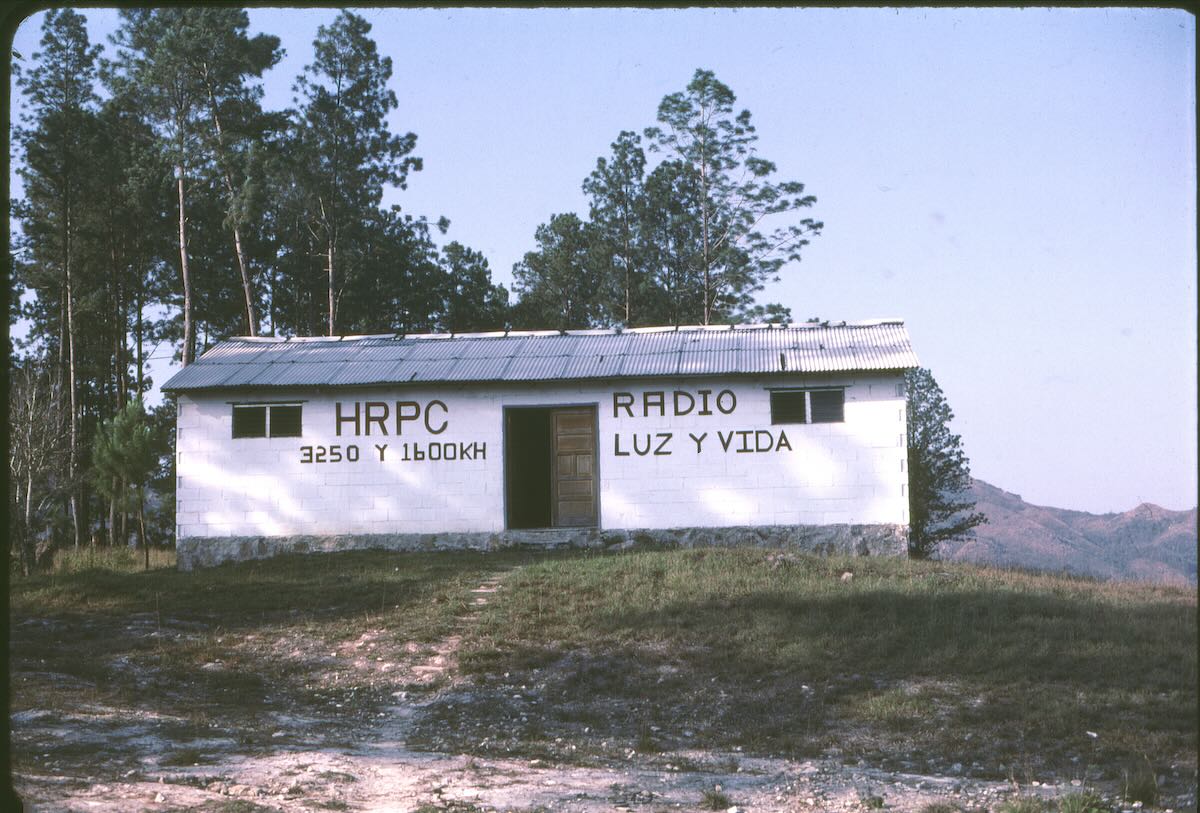 HRPC
3250 Y 1600KH
RADIO
LUZ Y VIDA